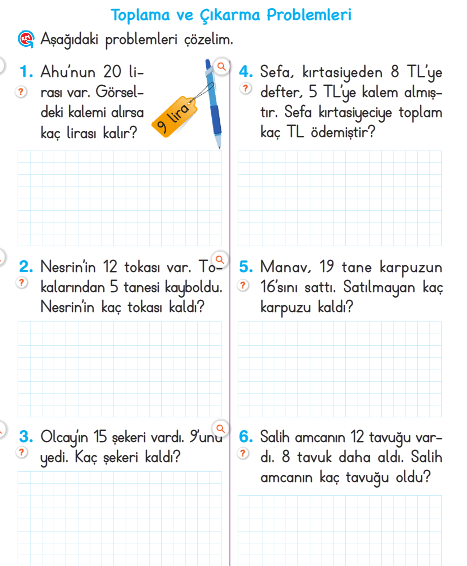 Toplama ve Çıkarma Problemleri
Aşağıdaki problemleri çözelim.
1. Ahu'nun 20 li-
rası var. Görsel-
deki kalemi alırsa
kaç lirası kalır?
9 lira
2. Nesrin'in 12 tokası var. To-
kalarından 5 tanesi kayboldu.
Nesrin'in kaç tokası kaldı?
3. Olcay'ın 15 şekeri vardı. 9'unu
yedi. Kaç şekeri kaldı?
4. Sefa, kırtasiyeden 8 TL'ye
defter, 5 TL'ye kalem almış-
tır. Sefa kırtasiyeciye toplam
kaç TL ödemiştir?
5. Manav, 19 tane karpuzun
16'sını sattı. Satılmayan kaç
karpuzu kaldı?
6. Salih amcanın 12 tavuğu var-
dı. 8 tavuk daha aldı. Salih
amcanın kaç tavuğu oldu?